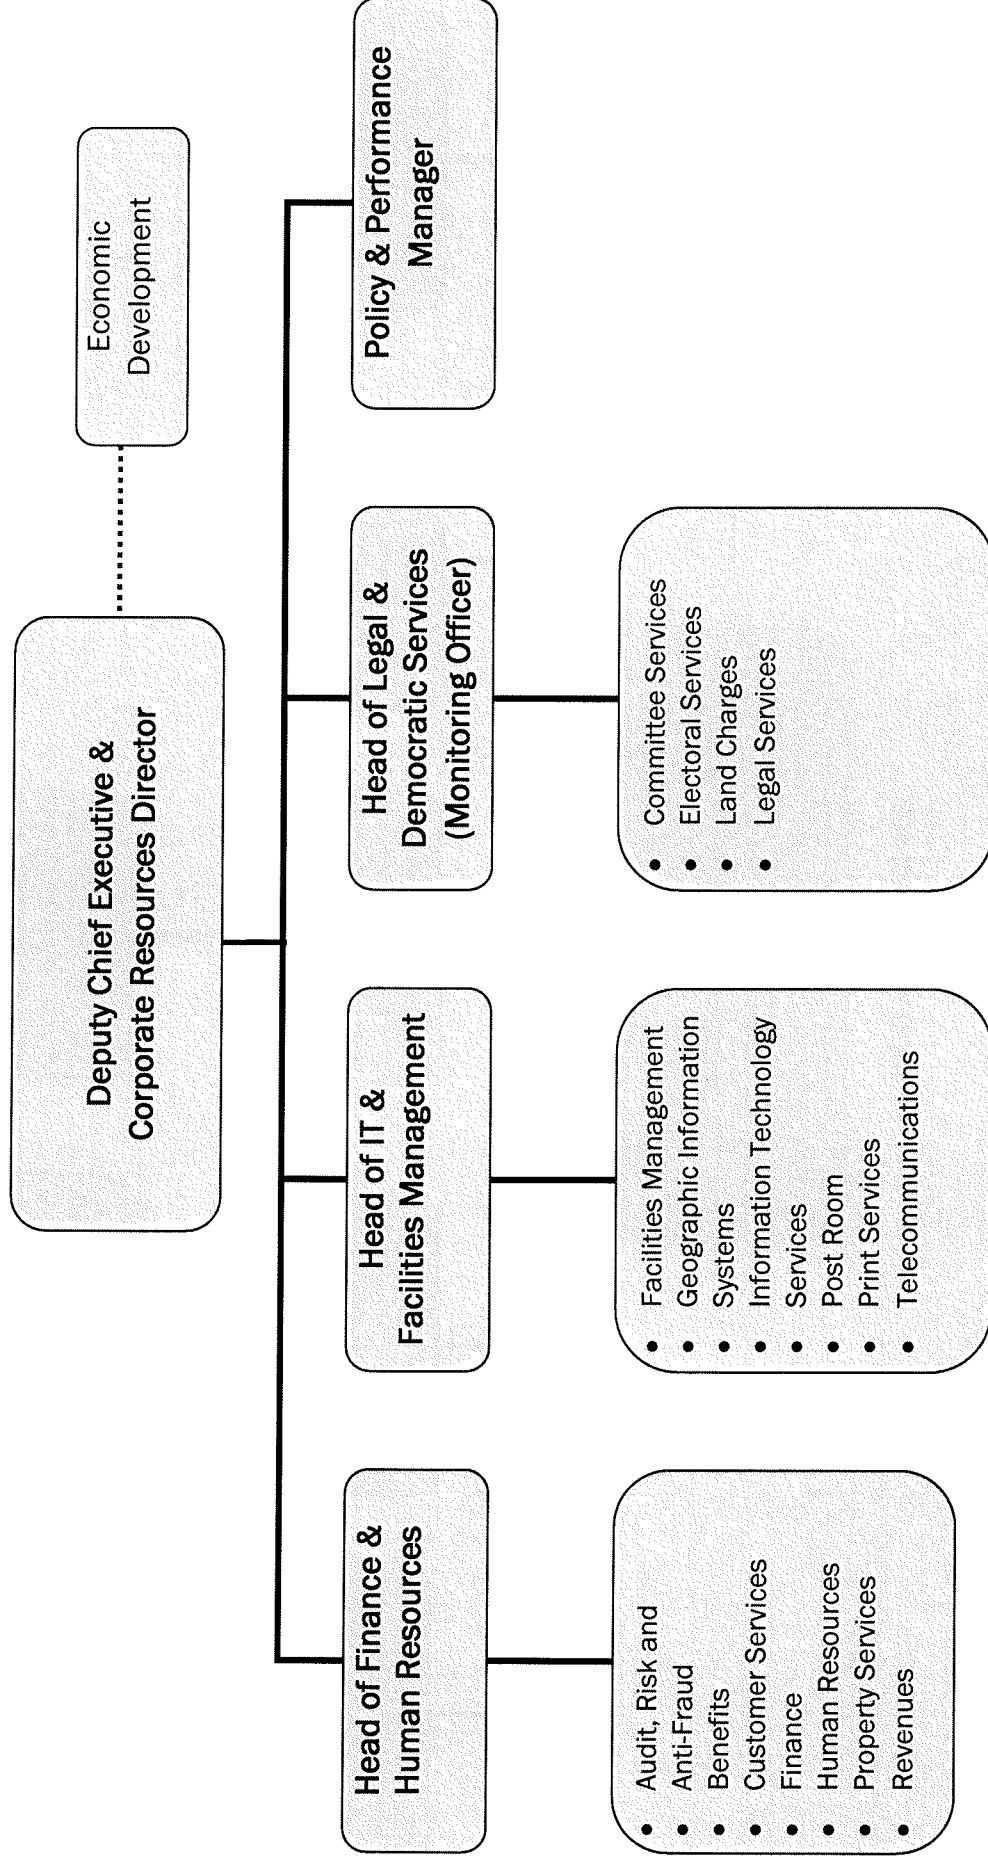 Deputy Chief Executive &
Corporate Resources Director
Economic
Development
Head of Finance &
Human Resources
Head of IT &
Facilities Management
Head of Legal &
Democratic Services
(Monitoring Officer)
Policy & Performance
Manager
• Audit, Risk and
• Anti-Fraud
• Benefits
• Customer Services
• Finance
• Human Resources
• Property Services
• Revenues
• Facilities Management
• Geographic Information
• Systems
• Information Technology
• Services
• Post Room
• Print Services
• Telecommunications
• Committee Services
• Electoral Services
• Land Charges
• Legal Services